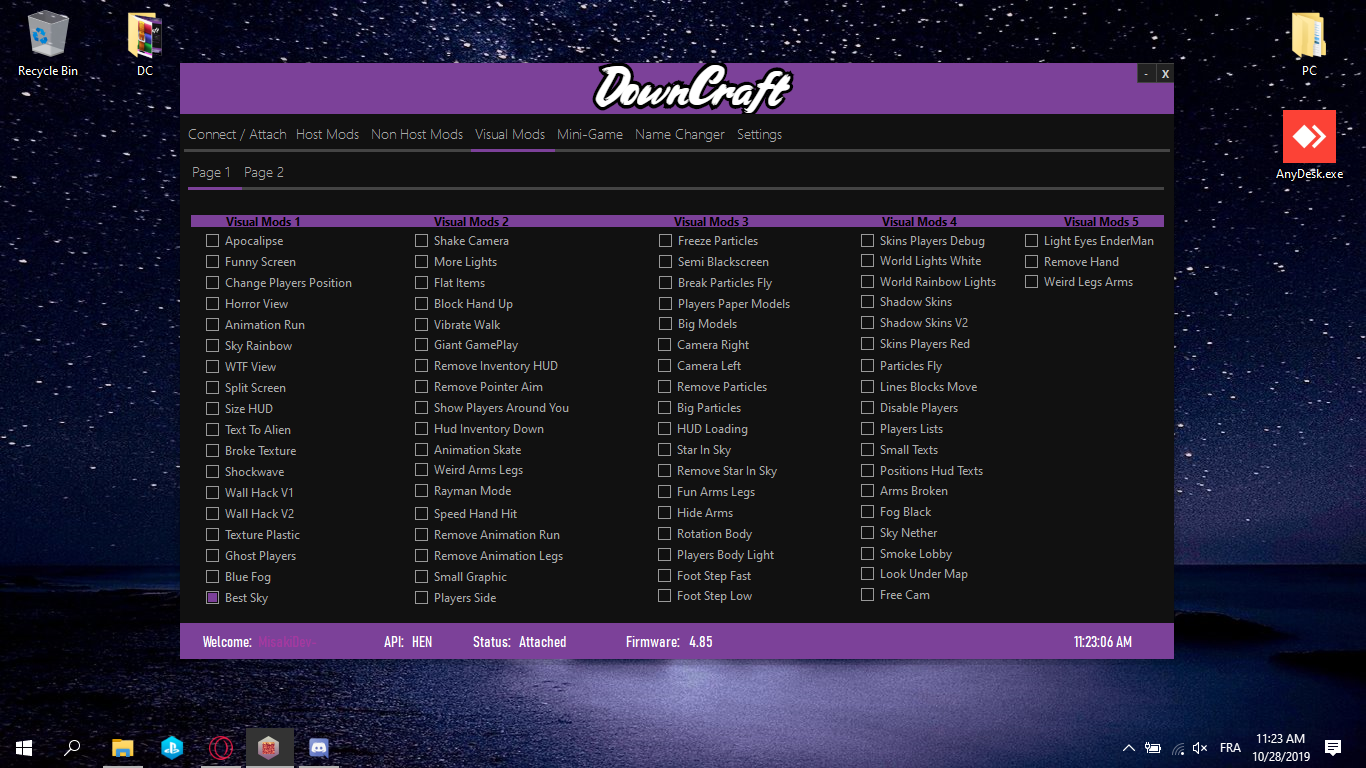 Recycle Bin
DC
PC
AnyDesk.exe
DownCraft
- X
Connect / Attach Host Mods Non Host Mods Visual Mods Mini-Game Name Changer Settings
Page 1 Page 2
Visual Mods 1 Visual Mods 2 Visual Mods 3 Visual Mods 4 Visual Mods 5
Apocalipse
Funny Screen
Change Players Position
Horror View
Animation Run
Sky Rainbow
WTF View
Split Screen
Size HUD
Text To Alien
Broke Texture
Shockwave
Wall Hack V1
Wall Hack V2
Texture Plastic
Ghost Players
Blue Fog
Best Sky
Shake Camera
More Lights
Flat Items
Block Hand Up
Vibrate Walk
Giant GamePlay
Remove Inventory HUD
Remove Pointer Aim
Show Players Around You
Hud Inventory Down
Animation Skate
Weird Arms Legs
Rayman Mode
Speed Hand Hit
Remove Animation Run
Remove Animation Legs
Small Graphic
Players Side
Freeze Particles
Semi Blackscreen
Break Particles Fly
Players Paper Models
Big Models
Camera Right
Camera Left
Remove Particles
Big Particles
HUD Loading
Star In Sky
Remove Star In Sky
Fun Arms Legs
Hide Arms
Rotation Body
Players Body Light
Foot Step Fast
Foot Step Low
Skins Players Debug
World Lights White
World Rainbow Lights
Shadow Skins
Shadow Skins V2
Skins Players Red
Particles Fly
Lines Blocks Move
Disable Players
Players Lists
Small Texts
Positions Hud Texts
Arms Broken
Fog Black
Sky Nether
Smoke Lobby
Look Under Map
Free Cam
Light Eyes EnderMan
Remove Hand
Weird Legs Arms
Welcome: API: HEN Status: Attached Firmware: 4.85 11:23:06 AM
FRA
11:23 AM
10/28/2019